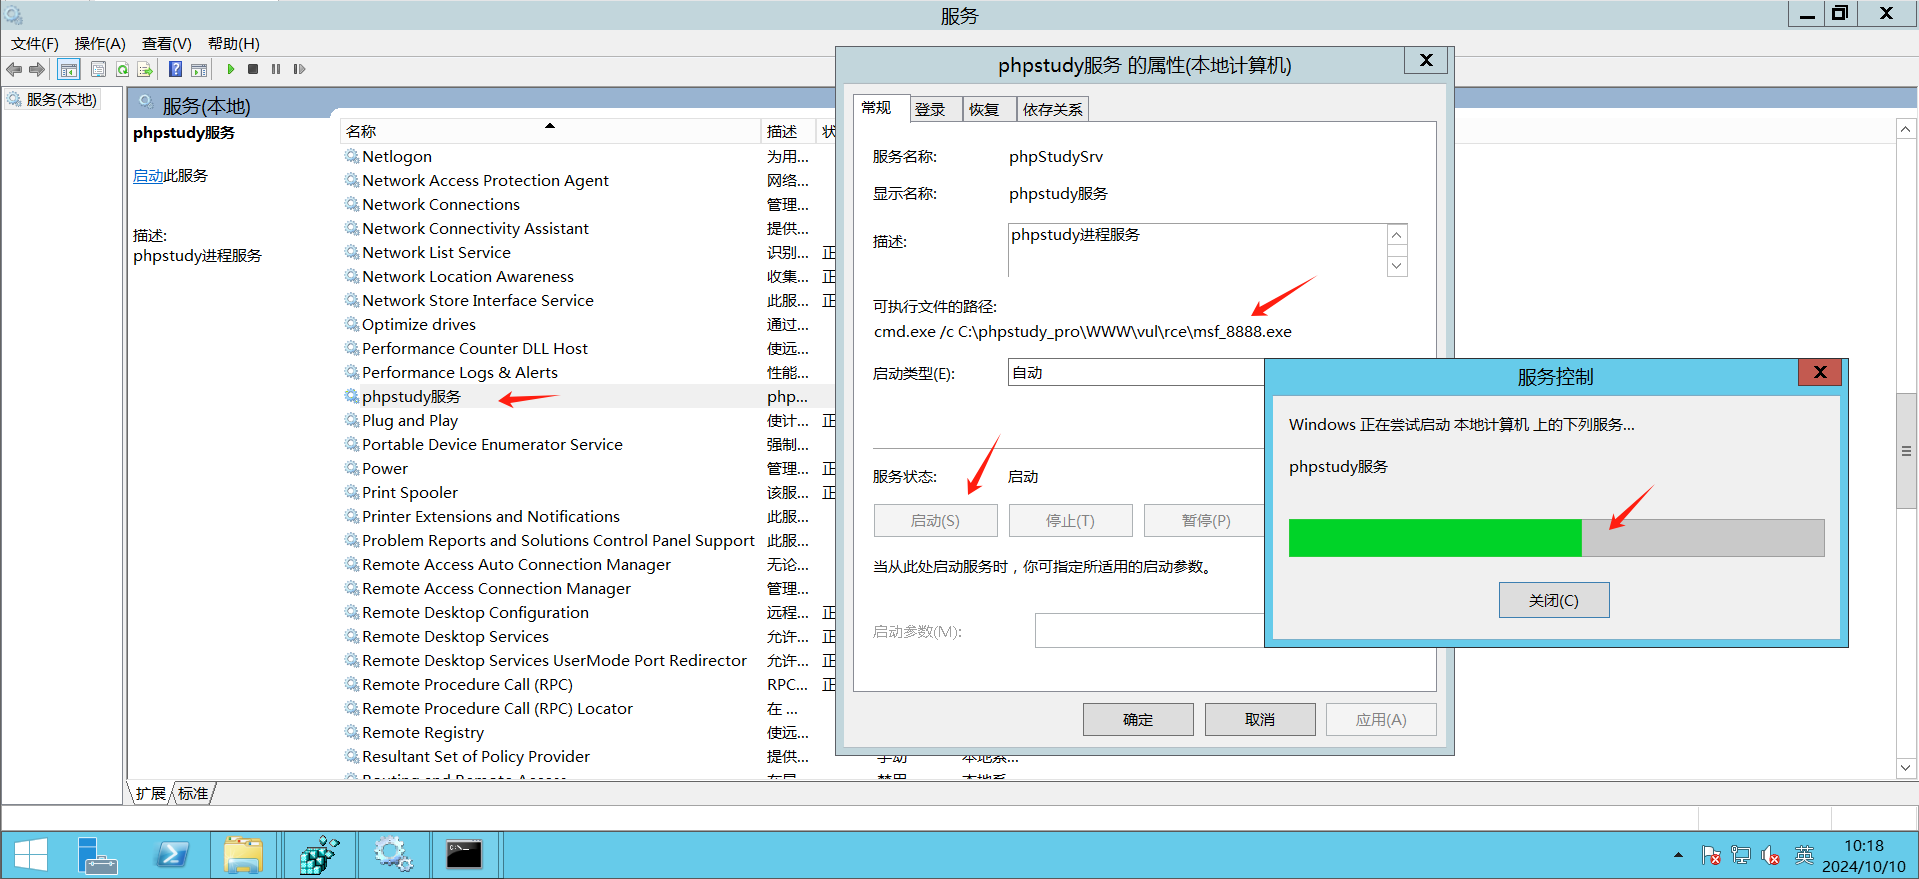 服务
文件(F) 操作(A) 查看(V) 帮助(H)
服务(本地)
服务(本地)
phpstudy服务
启动此服务
描述:
phpstudy进程服务
名称 描述 状
Netlogon 为用...
Network Access Protection Agent 网络...
Network Connections 管理...
Network Connectivity Assistant 提供...
Network List Service 识别... 正
Network Location Awareness 收集... 正
Network Store Interface Service 此服... 正
Optimize drives 通过...
Performance Counter DLL Host 使远...
Performance Logs & Alerts 性能...
phpstudy服务 php...
Plug and Play 使计... 正
Portable Device Enumerator Service 强制...
Power 管理... 正
Print Spooler 该服... 正
Printer Extensions and Notifications 此服...
Problem Reports and Solutions Control Panel Support 此服...
Remote Access Auto Connection Manager 无论...
Remote Access Connection Manager 管理...
Remote Desktop Configuration 远程... 正
Remote Desktop Services 允许... 正
Remote Desktop Services UserMode Port Redirector 允许... 正
Remote Procedure Call (RPC) RPC... 正
Remote Procedure Call (RPC) Locator 在 ...
Remote Registry 使远...
Resultant Set of Policy Provider 提供... 手动 本地系...
Routing and Remote Access
扩展 标准
phpstudy服务 的属性(本地计算机)
X
常规 登录 恢复 依存关系
服务名称: phpStudySrv
显示名称: phpstudy服务
描述: phpstudy进程服务
可执行文件的路径:
cmd.exe /c C:\phpstudy_pro\WWW\vul\rce\msf_8888.exe
启动类型(E): 自动
服务状态: 启动
启动(S) 停止(T) 暂停(P)
当从此处启动服务时，你可指定所适用的启动参数。
启动参数(M):
确定 取消 应用(A)
服务控制
X
Windows 正在尝试启动 本地计算机 上的下列服务...
phpstudy服务
关闭(C)
英
10:18
2024/10/10